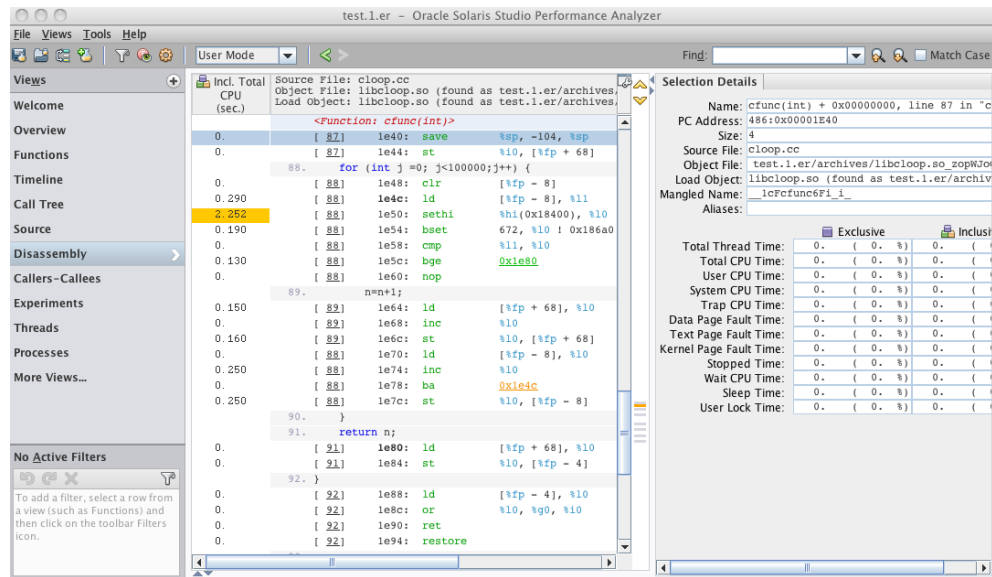 test.1.er – Oracle Solaris Studio Performance Analyzer
File Views Tools Help
User Mode
Find:
Match Case
Views
Welcome
Overview
Functions
Timeline
Call Tree
Source
Disassembly
Callers-Callees
Experiments
Threads
Processes
More Views...
No Active Filters
To add a filter, select a row from
a view (such as Functions) and
then click on the toolbar Filters
icon.
Incl. Total
CPU
(sec.)
Source File: cloop.cc
Object File: libcloop.so (found as test.1.er/archives/
Load Object: libcloop.so (found as test.1.er/archives/
<Function: cfunc(int)>
0. [ 87] 1e40: save %sp, -104, %sp
0. [ 87] 1e44: st %i0, [%fp + 68]
88. for (int j =0; j<100000;j++) {
0. [ 88] 1e48: clr [%fp - 8]
0.290 [ 88] 1e4c: ld [%fp - 8], %l1
2.252 [ 88] 1e50: sethi %hi(0x18400), %l0
0.190 [ 88] 1e54: bset 672, %l0 ! 0x186a0
0. [ 88] 1e58: cmp %l1, %l0
0.130 [ 88] 1e5c: bge 0x1e80
0. [ 88] 1e60: nop
89. n=n+1;
0.150 [ 89] 1e64: ld [%fp + 68], %l0
0. [ 89] 1e68: inc %l0
0.160 [ 89] 1e6c: st %l0, [%fp + 68]
0. [ 88] 1e70: ld [%fp - 8], %l0
0.250 [ 88] 1e74: inc %l0
0. [ 88] 1e78: ba 0x1e4c
0.250 [ 88] 1e7c: st %l0, [%fp - 8]
90. }
91. return n;
0. [ 91] 1e80: ld [%fp + 68], %l0
0. [ 91] 1e84: st %l0, [%fp - 4]
92. }
0. [ 92] 1e88: ld [%fp - 4], %l0
0. [ 92] 1e8c: or %l0, %g0, %i0
0. [ 92] 1e90: ret
0. [ 92] 1e94: restore
Selection Details
Name: cfunc(int) + 0x00000000, line 87 in "c
PC Address: 486:0x00001E40
Size: 4
Source File: cloop.cc
Object File: test.1.er/archives/libcloop.so_zopWJo
Load Object: libcloop.so (found as test.1.er/archiv
Mangled Name: __1cFcfunc6Fi_i_
Aliases:
Exclusive Inclusi
Total Thread Time: 0. ( 0. %) 0. (
Total CPU Time: 0. ( 0. %) 0. (
User CPU Time: 0. ( 0. %) 0. (
System CPU Time: 0. ( 0. %) 0. (
Trap CPU Time: 0. ( 0. %) 0. (
Data Page Fault Time: 0. ( 0. %) 0. (
Text Page Fault Time: 0. ( 0. %) 0. (
Kernel Page Fault Time: 0. ( 0. %) 0. (
Stopped Time: 0. ( 0. %) 0. (
Wait CPU Time: 0. ( 0. %) 0. (
Sleep Time: 0. ( 0. %) 0. (
User Lock Time: 0. ( 0. %) 0. (